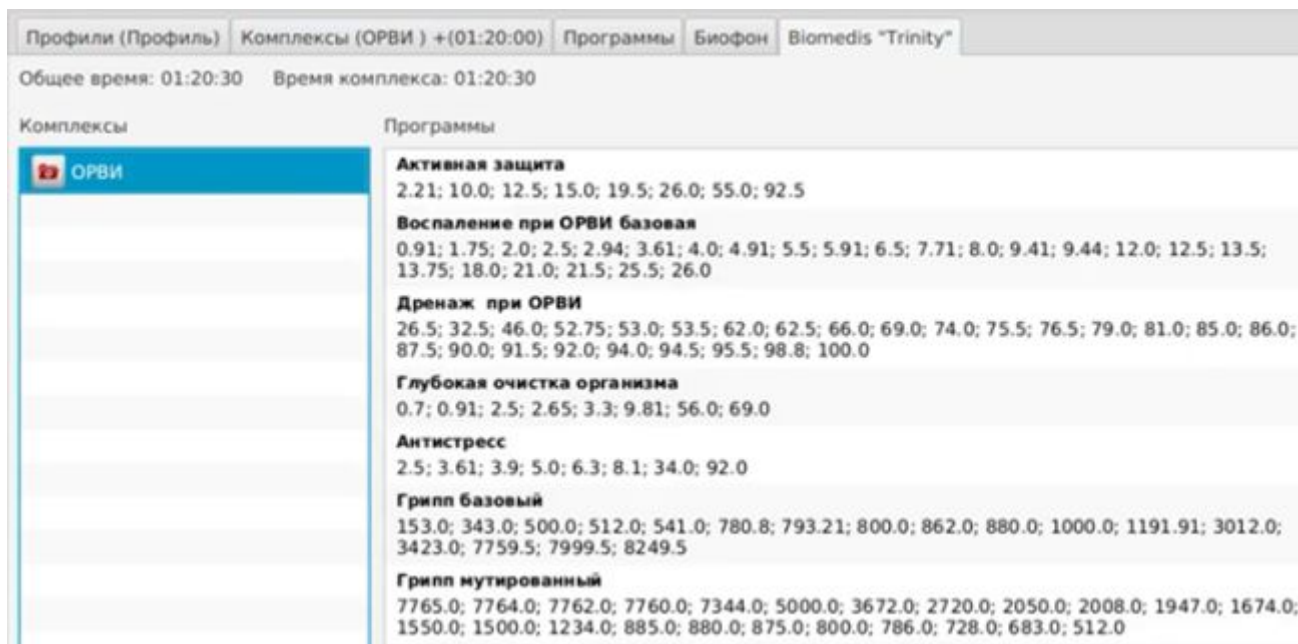 Профили (Профиль) Комплексы (ОРВИ ) +(01:20:00) Программы Биофон Biomedis "Trinity"
Общее время: 01:20:30 Время комплекса: 01:20:30
Комплексы
Программы
ОРВИ
Активная защита
2.21; 10.0; 12.5; 15.0; 19.5; 26.0; 55.0; 92.5
Воспаление при ОРВИ базовая
0.91; 1.75; 2.0; 2.5; 2.94; 3.61; 4.0; 4.91; 5.5; 5.91; 6.5; 7.71; 8.0; 9.41; 9.44; 12.0; 12.5; 13.5;
13.75; 18.0; 21.0; 21.5; 25.5; 26.0
Дренаж при ОРВИ
26.5; 32.5; 46.0; 52.75; 53.0; 53.5; 62.0; 62.5; 66.0; 69.0; 74.0; 75.5; 76.5; 79.0; 81.0; 85.0; 86.0;
87.5; 90.0; 91.5; 92.0; 94.0; 94.5; 95.5; 98.8; 100.0
Глубокая очистка организма
0.7; 0.91; 2.5; 2.65; 3.3; 9.81; 56.0; 69.0
Антистресс
2.5; 3.61; 3.9; 5.0; 6.3; 8.1; 34.0; 92.0
Грипп базовый
153.0; 343.0; 500.0; 512.0; 541.0; 780.8; 793.21; 800.0; 862.0; 880.0; 1000.0; 1191.91; 3012.0;
3423.0; 7759.5; 7999.5; 8249.5
Грипп мутированный
7765.0; 7764.0; 7762.0; 7760.0; 7344.0; 5000.0; 3672.0; 2720.0; 2050.0; 2008.0; 1947.0; 1674.0;
1550.0; 1500.0; 1234.0; 885.0; 880.0; 875.0; 800.0; 786.0; 728.0; 683.0; 512.0